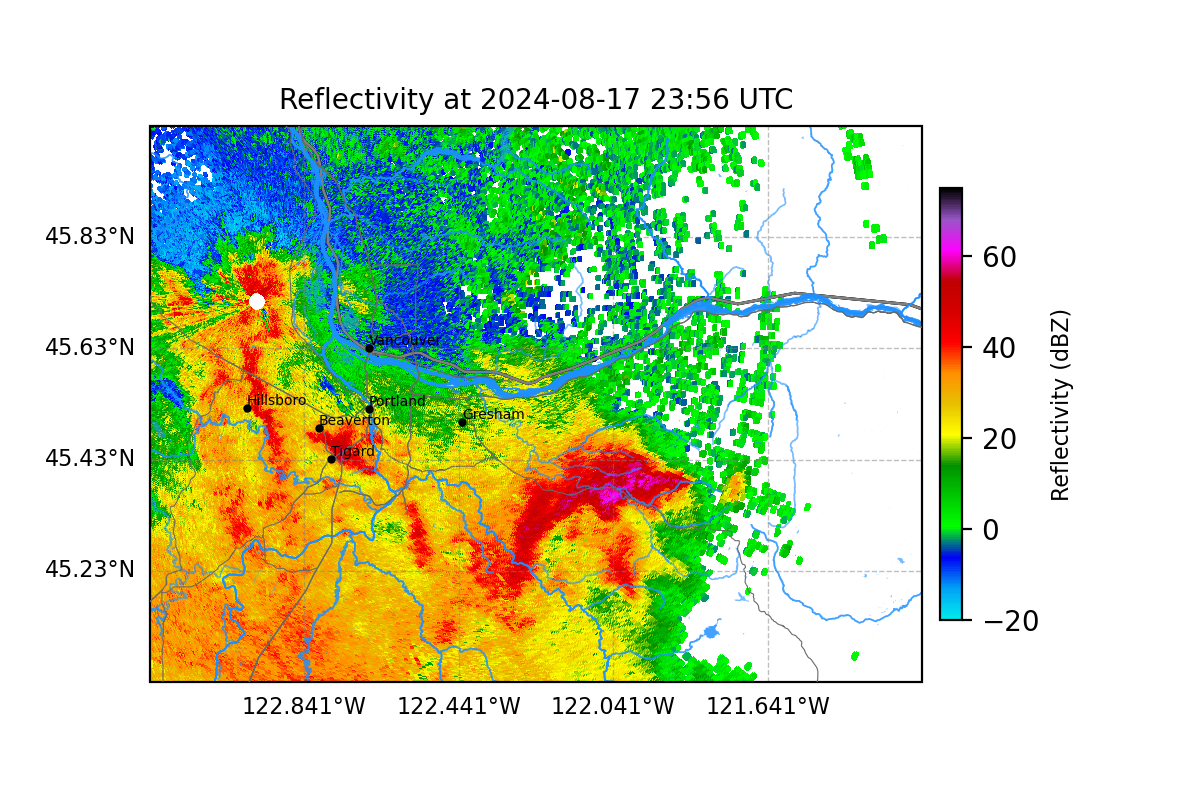 Reflectivity at 2024-08-17 23:56 UTC
45.83°N
45.63°N
45.43°N
45.23°N
Vancouver
Hillsboro
Portland
Beaverton
Gresham
Tigard
122.841°W
122.441°W
122.041°W
121.641°W
60
40
20
0
−20
Reflectivity (dBZ)